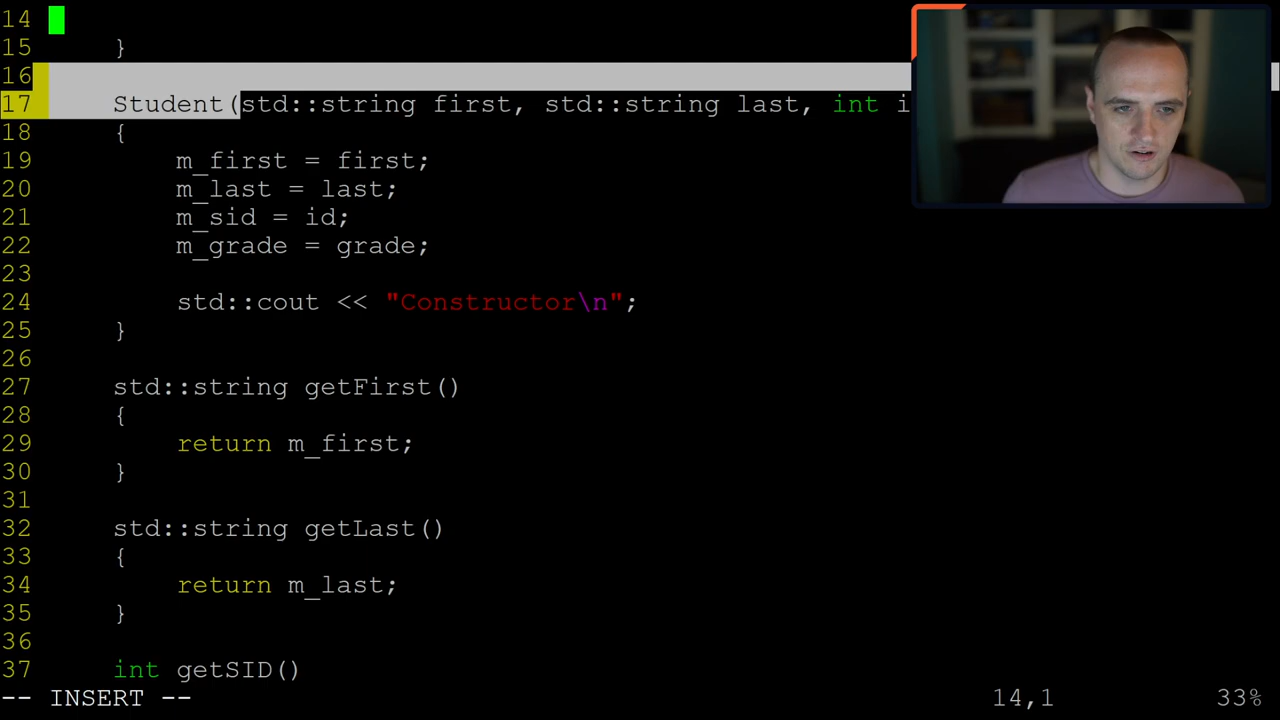 14
15     }
16
17     Student(std::string first, std::string last, int i
18     {
19         m_first = first;
20         m_last = last;
21         m_sid = id;
22         m_grade = grade;
23
24         std::cout << "Constructor\n";
25     }
26
27     std::string getFirst()
28     {
29         return m_first;
30     }
31
32     std::string getLast()
33     {
34         return m_last;
35     }
36
37     int getSID()
-- INSERT --     14,1     33%